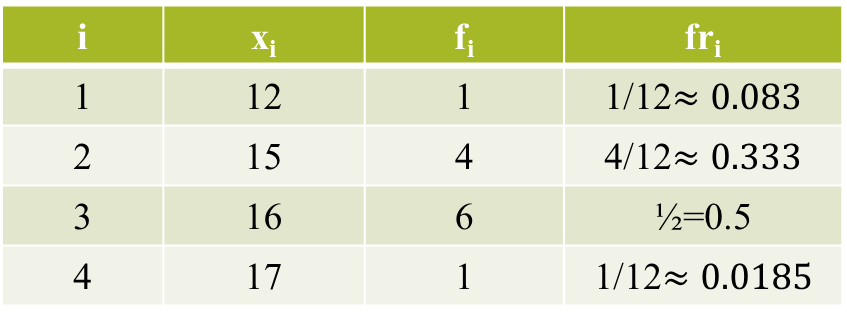 i xᵢ fᵢ frᵢ
1 12 1 1/12≈ 0.083
2 15 4 4/12≈ 0.333
3 16 6 ½=0.5
4 17 1 1/12≈ 0.0185